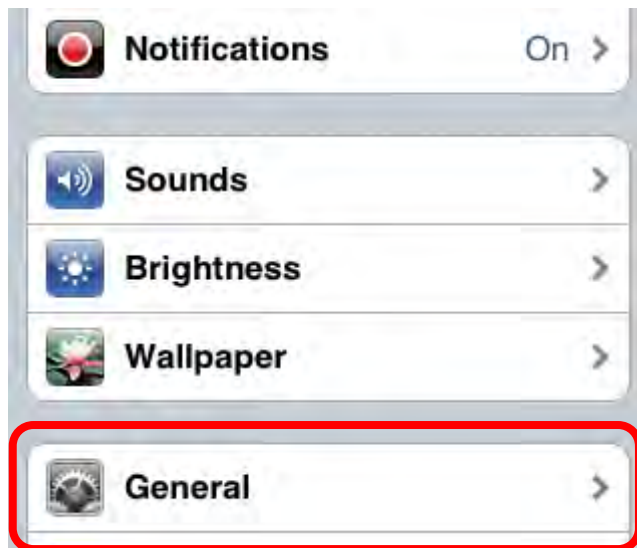 Notifications On
Sounds
Brightness
Wallpaper
General